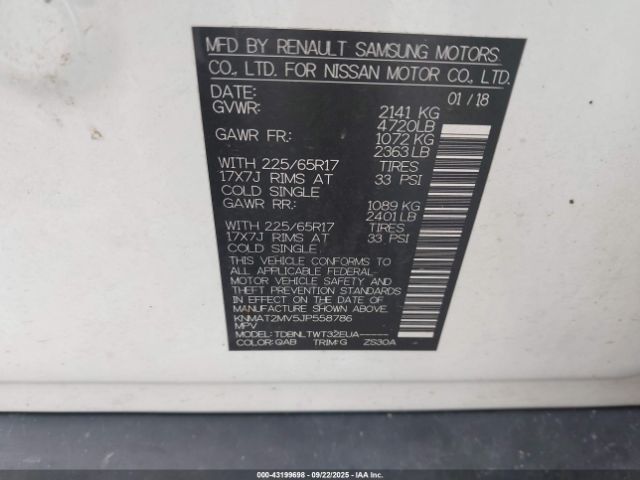 MFD BY RENAULT SAMSUNG MOTORS
CO., LTD. FOR NISSAN MOTOR CO., LTD.
DATE: 01 / 18
GVWR: 2141 KG
4720LB
GAWR FR: 1072 KG
2363 LB
WITH 225/65R17 TIRES
17X7J RIMS AT 33 PSI
COLD SINGLE
GAWR RR: 1089 KG
2401 LB
WITH 225/65R17 TIRES
17X7J RIMS AT 33 PSI
COLD SINGLE
THIS VEHICLE CONFORMS TO
ALL APPLICABLE FEDERAL
MOTOR VEHICLE SAFETY AND
THEFT PREVENTION STANDARDS
IN EFFECT ON THE DATE OF
MANUFACTURE SHOWN ABOVE.
KNMAT2MV5JP558786
MPV
MODEL: TDBNLTWT32EUA-----
COLOR: QAB TRIM:G ZS30A
000-43199698 - 09/22/2025 - IAAI.COM